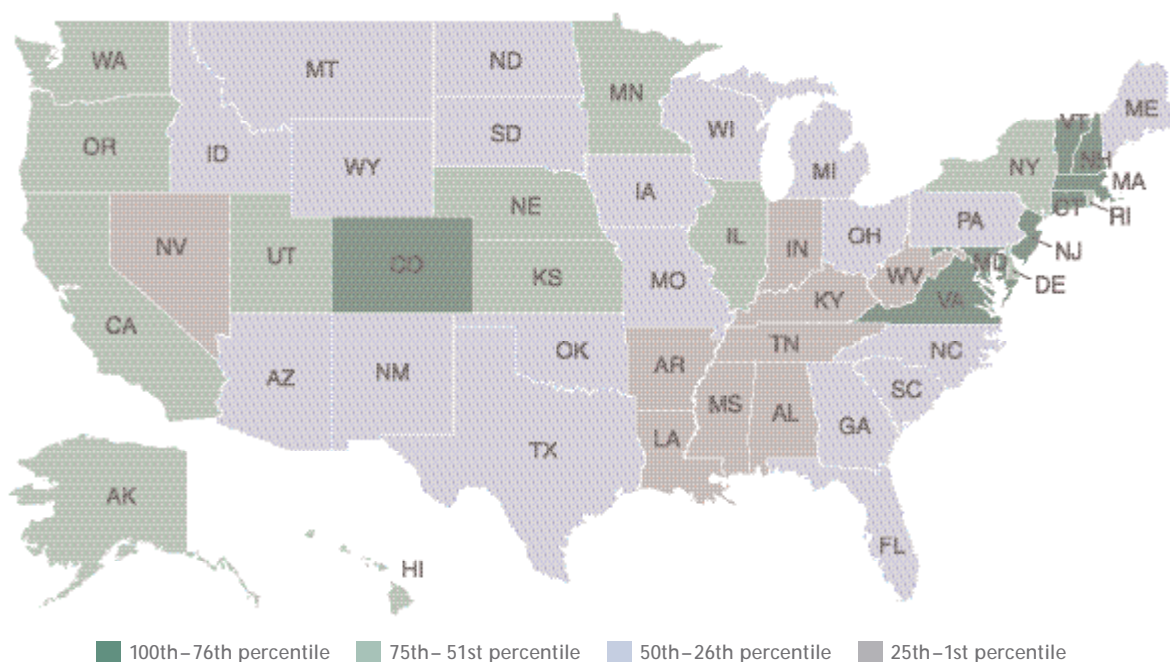 WA
MT
ND
MN
OR
ID
SD
WI
ME
VT
NH
WY
MI
NY
MA
NE
IA
CT
RI
NV
UT
CO
IL
IN
OH
PA
NJ
KS
MO
WV
MD
DE
CA
KY
VA
OK
AR
TN
NC
AZ
NM
MS
AL
SC
TX
LA
GA
AK
HI
FL
100th–76th percentile 75th–51st percentile 50th–26th percentile 25th–1st percentile